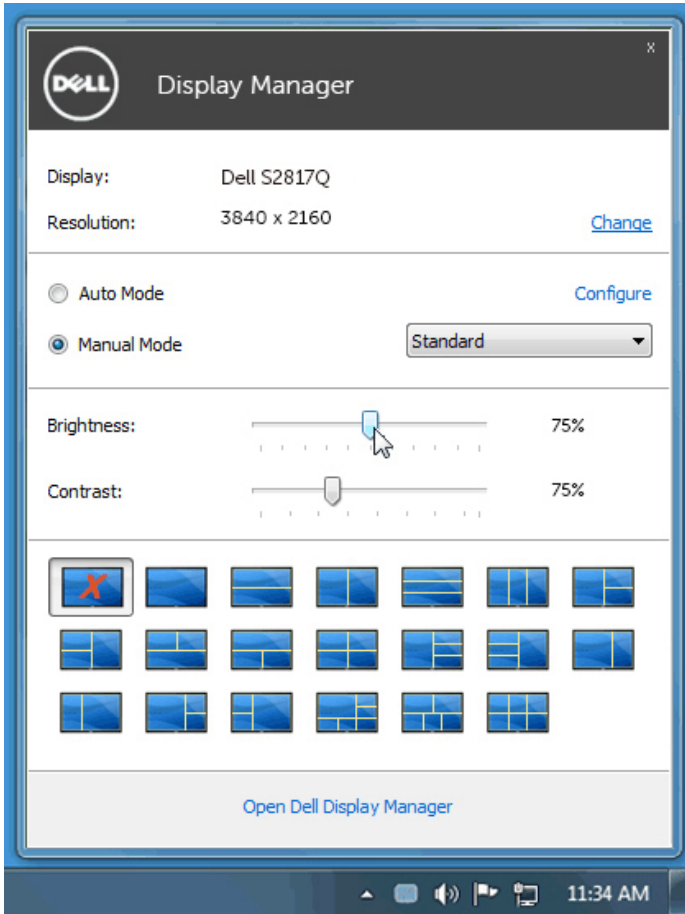 x
DELL
Display Manager
Display: Dell S2817Q
Resolution: 3840 x 2160 Change
Auto Mode Configure
Manual Mode Standard
Brightness: 75%
Contrast: 75%
Open Dell Display Manager
11:34 AM